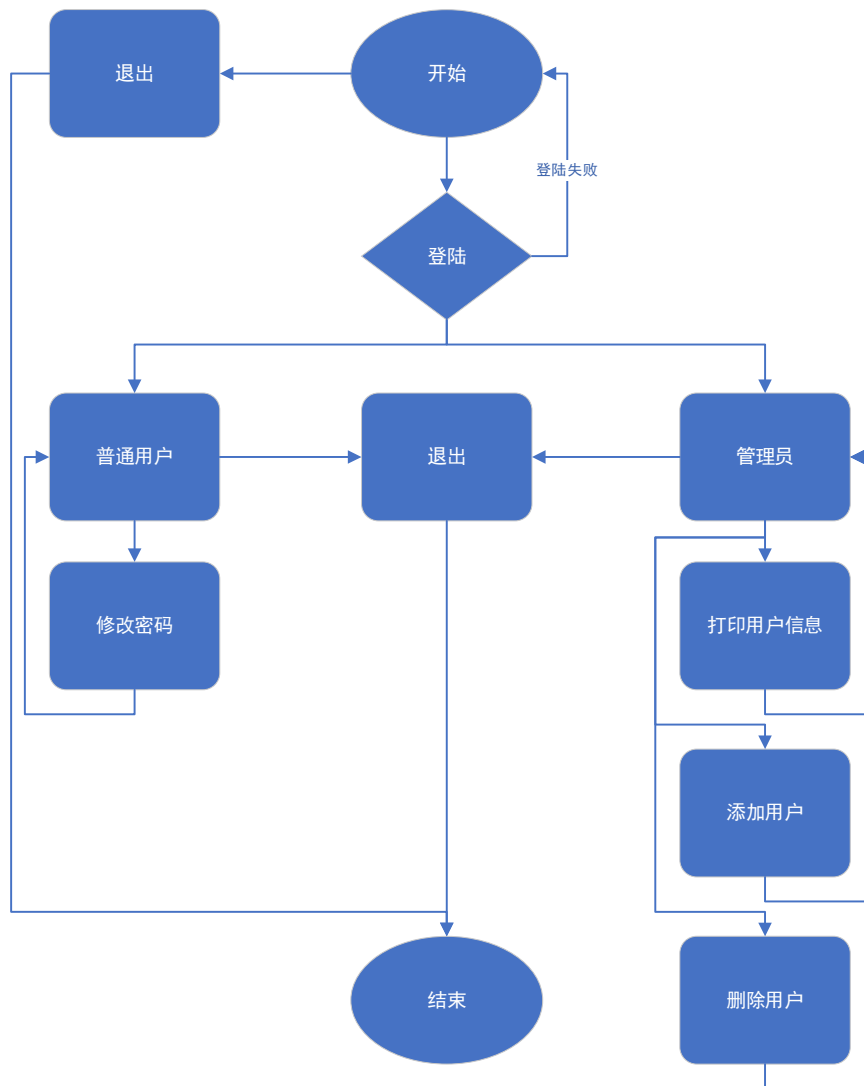 退出
开始
登陆失败
登陆
普通用户
退出
管理员
修改密码
打印用户信息
添加用户
结束
删除用户